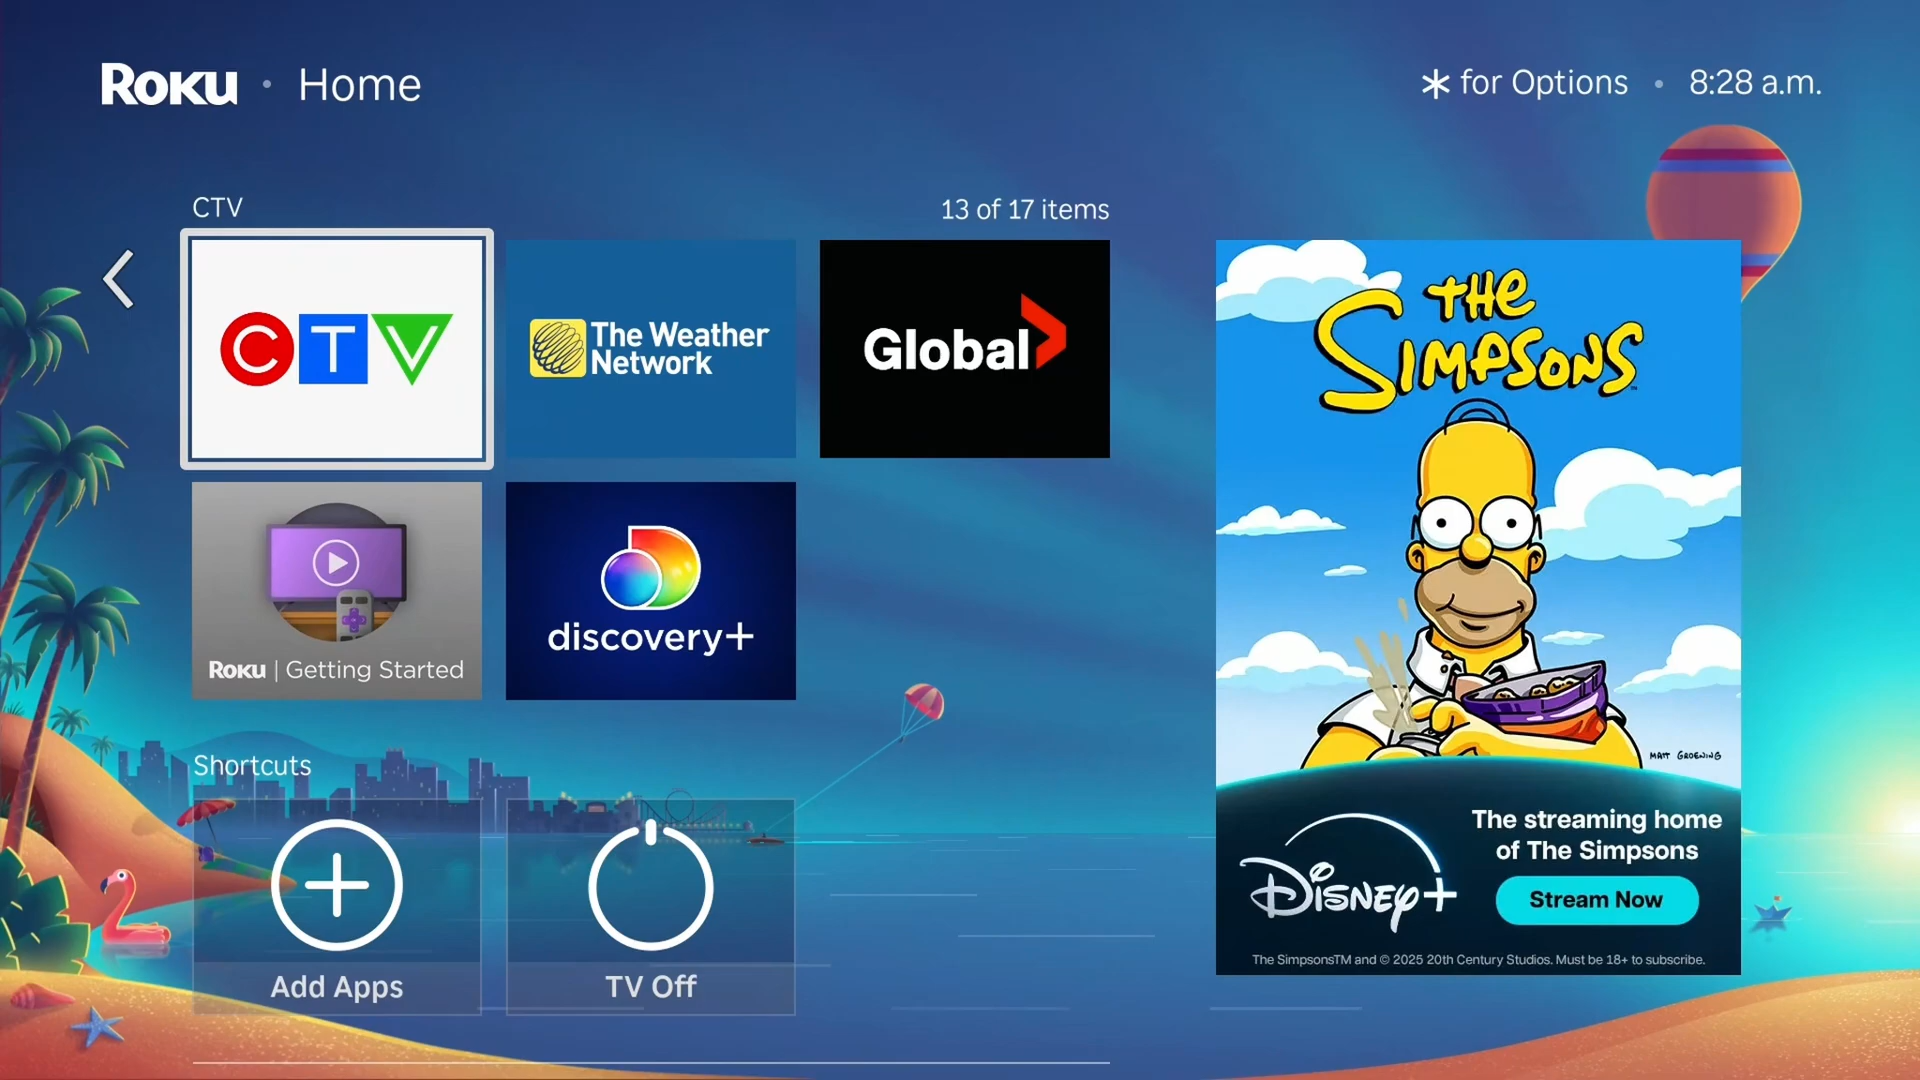 Roku • Home
* for Options • 8:28 a.m.
CTV
13 of 17 items
CTV
The Weather
Network
Global
Roku | Getting Started
discovery+
Shortcuts
Add Apps
TV Off
THE
SIMPSONS
MATT GROENING
Disney+
The streaming home
of The Simpsons
Stream Now
The SimpsonsTM and © 2025 20th Century Studios. Must be 18+ to subscribe.